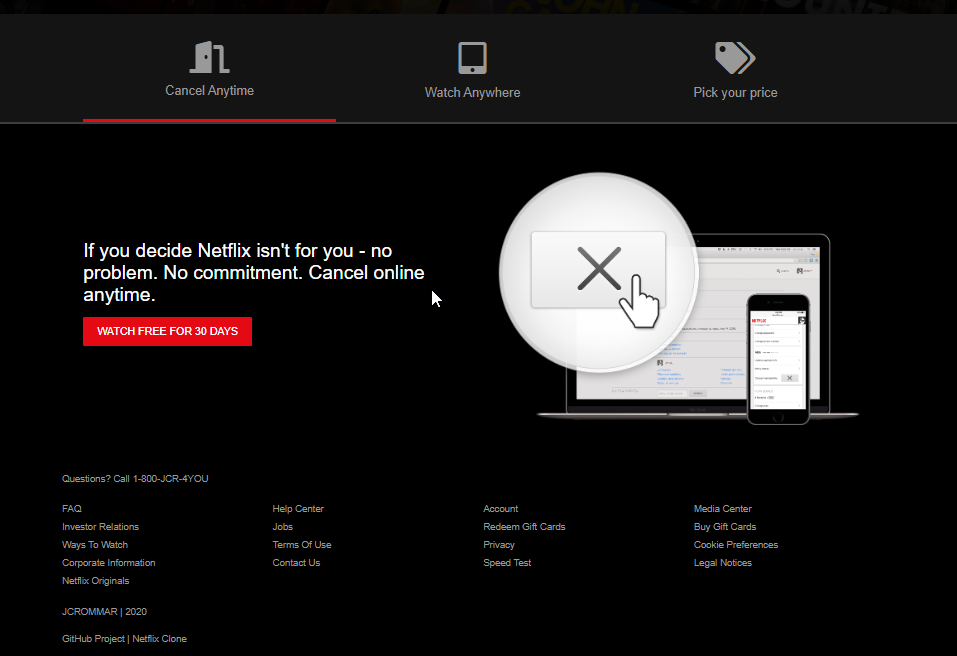 Cancel Anytime
Watch Anywhere
Pick your price
If you decide Netflix isn't for you - no
problem. No commitment. Cancel online
anytime.
WATCH FREE FOR 30 DAYS
NETFLIX
Questions? Call 1-800-JCR-4YOU
FAQ
Help Center
Account
Media Center
Investor Relations
Jobs
Redeem Gift Cards
Buy Gift Cards
Ways To Watch
Terms Of Use
Privacy
Cookie Preferences
Corporate Information
Contact Us
Speed Test
Legal Notices
Netflix Originals
JCROMMAR | 2020
GitHub Project | Netflix Clone